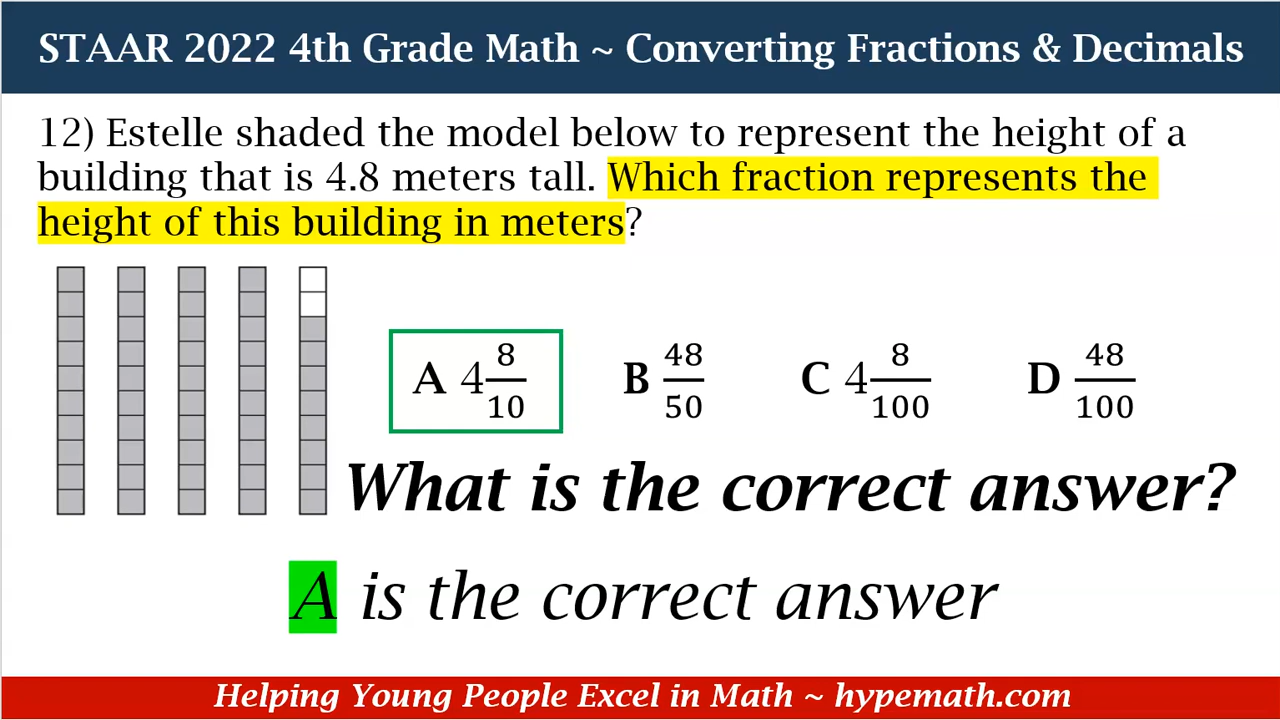 STAAR 2022 4th Grade Math ~ Converting Fractions & Decimals
12) Estelle shaded the model below to represent the height of a
building that is 4.8 meters tall. Which fraction represents the
height of this building in meters?
A 4 8/10 B 48/50 C 4 8/100 D 48/100
What is the correct answer?
A is the correct answer
Helping Young People Excel in Math ~ hypemath.com